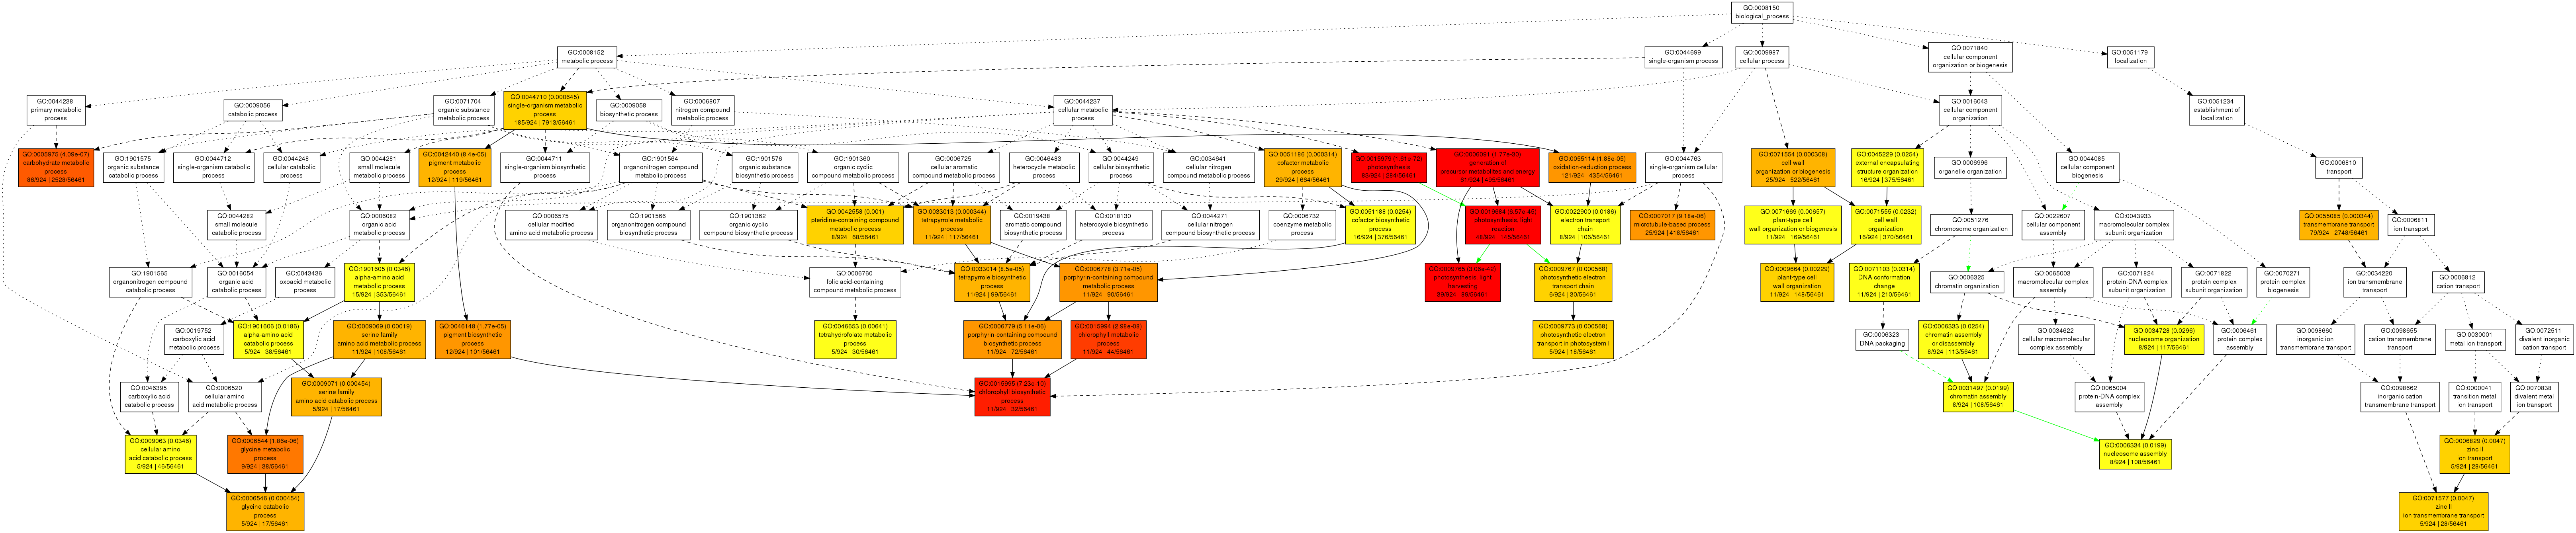 GO:0008150
biological_process
GO:0008152
metabolic process
GO:0044699
single-organism process
GO:0009987
cellular process
GO:0071840
cellular component
organization or biogenesis
GO:0051179
localization
GO:0044238
primary metabolic
process
GO:0009056
catabolic process
GO:0071704
organic substance
metabolic process
GO:0044710 (0.000645)
single-organism metabolic
process
185/924 | 7913/56461
GO:0009058
biosynthetic process
GO:0006807
nitrogen compound
metabolic process
GO:0044237
cellular metabolic
process
GO:0016043
cellular component
organization
GO:0051234
establishment of
localization
GO:0005975 (4.09e-07)
carbohydrate metabolic
process
86/924 | 2528/56461
GO:1901575
organic substance
catabolic process
GO:0044712
single-organism catabolic
process
GO:0044248
cellular catabolic
process
GO:0044281
small molecule
metabolic process
GO:0042440 (8.4e-05)
pigment metabolic
process
12/924 | 119/56461
GO:0044711
single-organism biosynthetic
process
GO:1901564
organonitrogen compound
metabolic process
GO:1901576
organic substance
biosynthetic process
GO:1901360
organic cyclic
compound metabolic
process
GO:0006725
cellular aromatic
compound metabolic
process
GO:0046483
heterocycle metabolic
process
GO:0044249
cellular biosynthetic
process
GO:0034641
cellular nitrogen
compound metabolic process
GO:0051186 (0.000314)
cofactor metabolic
process
29/924 | 664/56461
photosynthesis
generation of
precursor metabolites and energy
GO:0055114 (1.88e-05)
oxidation-reduction process
121/924 | 4354/56461
GO:0044763
single-organism cellular
process
GO:0071554 (0.000308)
cell wall
organization or biogenesis
25/924 | 522/56461
GO:0045229 (0.0254)
external encapsulating
structure organization
16/924 | 375/56461
GO:0006996
organelle organization
GO:0044085
cellular component
biogenesis
GO:0006810
transport
GO:0044282
small molecule
catabolic process
GO:0006082
organic acid
metabolic process
GO:0006575
cellular modified
amino acid metabolic process
GO:1901566
organonitrogen compound
biosynthetic process
GO:1901362
organic cyclic
compound biosynthetic process
GO:0042558 (0.001)
pteridine-containing compound
metabolic process
8/924 | 68/56461
GO:0033013 (0.000344)
tetrapyrrole metabolic
process
11/924 | 117/56461
GO:0019438
aromatic compound
biosynthetic process
GO:0018130
heterocycle biosynthetic
process
GO:0044271
cellular nitrogen
compound biosynthetic process
GO:0006732
coenzyme metabolic
process
GO:0051188 (0.0254)
cofactor biosynthetic
process
16/924 | 376/56461
photosynthesis, light
reaction
GO:0022900 (0.0186)
electron transport
chain
8/924 | 106/56461
GO:0007017 (9.18e-06)
microtubule-based process
25/924 | 418/56461
GO:0071669 (0.00657)
plant-type cell
wall organization or biogenesis
11/924 | 169/56461
GO:0071555 (0.0232)
cell wall
organization
16/924 | 370/56461
GO:0051276
chromosome organization
GO:0022607
cellular component
assembly
GO:0043933
macromolecular complex
subunit organization
GO:0055085 (0.000344)
transmembrane transport
79/924 | 2748/56461
GO:0006811
ion transport
GO:1901565
organonitrogen compound
catabolic process
GO:0016054
organic acid
catabolic process
GO:0043436
oxoacid metabolic
process
GO:1901605 (0.0346)
alpha-amino acid
metabolic process
15/924 | 353/56461
GO:0006760
folic acid-containing
compound metabolic process
GO:0033014 (8.5e-05)
tetrapyrrole biosynthetic
process
11/924 | 99/56461
GO:0006778 (3.71e-05)
porphyrin-containing compound
metabolic process
11/924 | 90/56461
photosynthesis, light
harvesting
GO:0009767 (0.000568)
photosynthetic electron
transport chain
6/924 | 30/56461
GO:0009664 (0.00229)
plant-type cell
wall organization
11/924 | 148/56461
GO:0071103 (0.0314)
DNA conformation
change
11/924 | 210/56461
GO:0006325
chromatin organization
GO:0065003
macromolecular complex
assembly
GO:0071824
protein-DNA complex
subunit organization
GO:0071822
protein complex
subunit organization
GO:0070271
protein complex
biogenesis
GO:0034220
ion transmembrane
transport
GO:0006812
cation transport
GO:0019752
carboxylic acid
metabolic process
GO:1901606 (0.0186)
alpha-amino acid
catabolic process
5/924 | 38/56461
GO:0009069 (0.00019)
serine family
amino acid metabolic process
11/924 | 108/56461
GO:0046148 (1.77e-05)
pigment biosynthetic
process
12/924 | 101/56461
GO:0046653 (0.00641)
tetrahydrofolate metabolic
process
5/924 | 30/56461
GO:0006779 (5.11e-06)
porphyrin-containing compound
biosynthetic process
11/924 | 72/56461
GO:0015994 (2.98e-08)
chlorophyll metabolic
process
11/924 | 44/56461
GO:0009773 (0.000568)
photosynthetic electron
transport in photosystem I
5/924 | 18/56461
GO:0006323
DNA packaging
GO:0006333 (0.0254)
chromatin assembly
or disassembly
8/924 | 113/56461
GO:0034622
cellular macromolecular
complex assembly
GO:0034728 (0.0296)
nucleosome organization
8/924 | 117/56461
GO:0006461
protein complex
assembly
GO:0098660
inorganic ion
transmembrane transport
GO:0098655
cation transmembrane
transport
GO:0030001
metal ion transport
GO:0072511
divalent inorganic
cation transport
GO:0046395
carboxylic acid
catabolic process
GO:0006520
cellular amino
acid metabolic process
GO:0009071 (0.000454)
serine family
amino acid catabolic process
5/924 | 17/56461
GO:0015995 (7.23e-10)
chlorophyll biosynthetic
process
11/924 | 32/56461
GO:0031497 (0.0199)
chromatin assembly
8/924 | 108/56461
GO:0065004
protein-DNA complex
assembly
GO:0098662
inorganic cation
transmembrane transport
GO:0000041
transition metal
ion transport
GO:0070838
divalent metal
ion transport
GO:0009063 (0.0346)
cellular amino
acid catabolic process
5/924 | 46/56461
GO:0006544 (1.86e-06)
glycine metabolic
process
9/924 | 38/56461
GO:0006334 (0.0199)
nucleosome assembly
8/924 | 108/56461
GO:0006829 (0.0047)
zinc II
ion transport
5/924 | 28/56461
GO:0006546 (0.000454)
glycine catabolic
process
5/924 | 17/56461
GO:0071577 (0.0047)
zinc II
ion transmembrane transport
5/924 | 28/56461